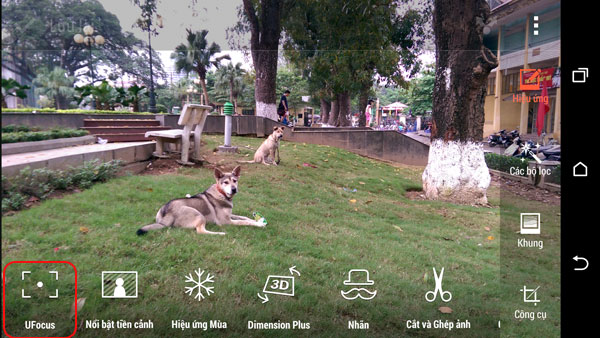 Hiệu ứng
Các bộ lọc
Khung
Công cụ
UFocus
Nổi bật tiền cảnh
Hiệu ứng Mùa
3D
Dimension Plus
Nhãn
Cắt và Ghép ảnh